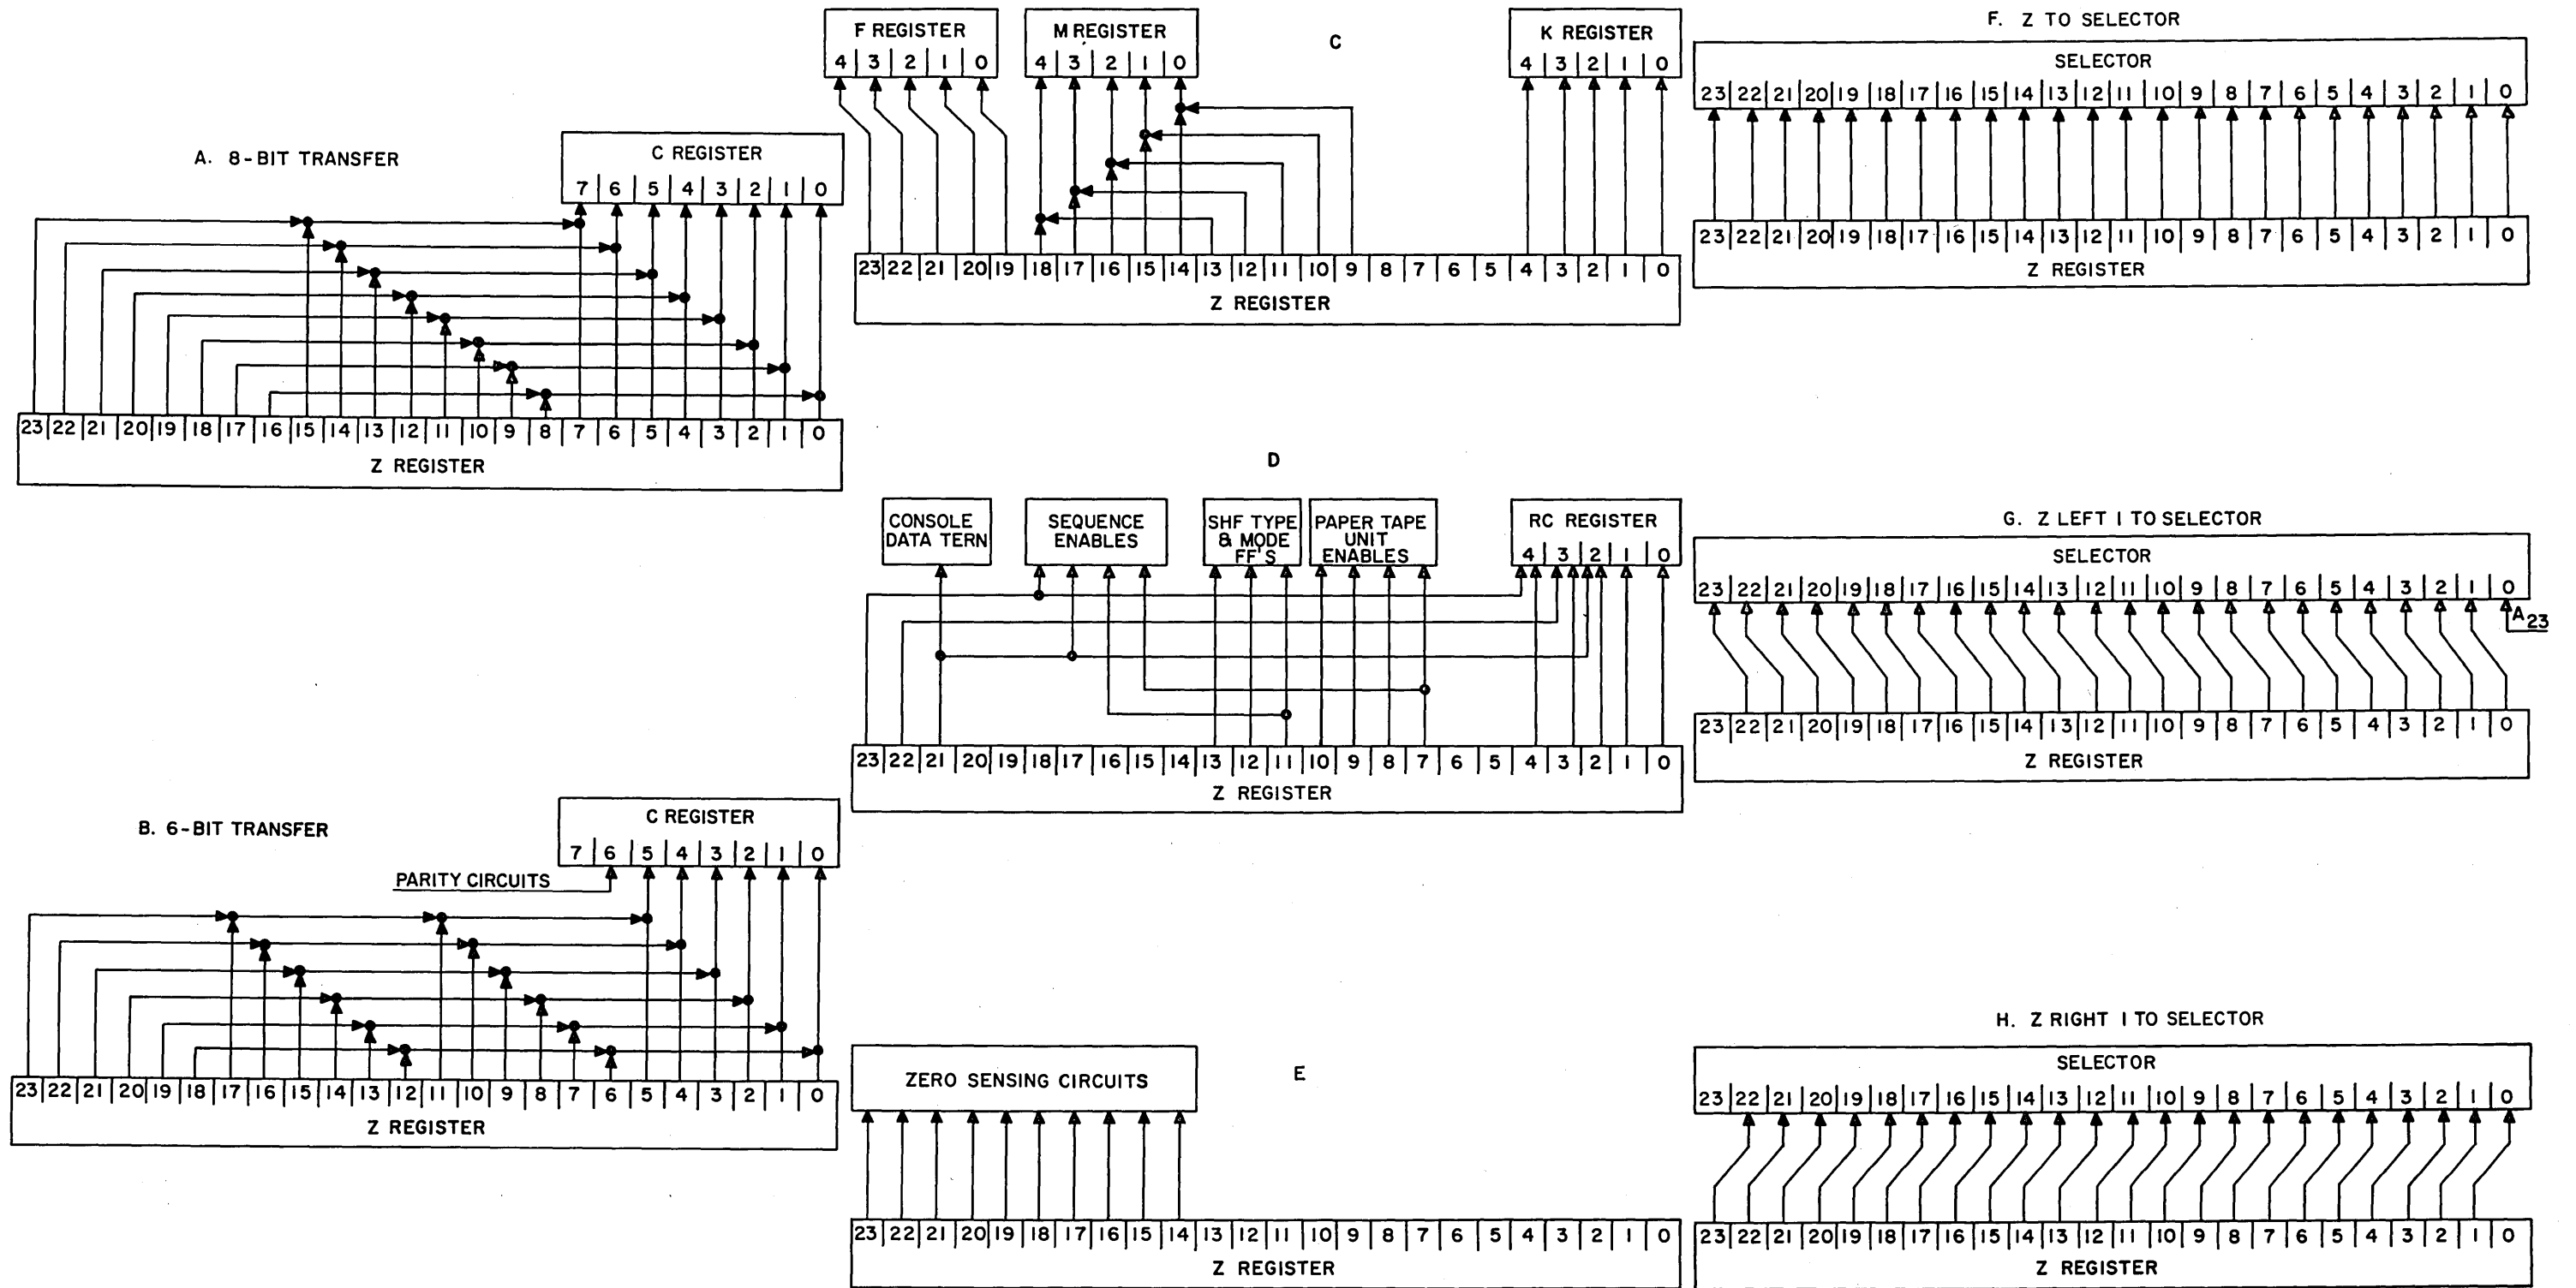 A. 8-BIT TRANSFER
C REGISTER
7 6 5 4 3 2 1 0
23 22 21 20 19 18 17 16 15 14 13 12 11 10 9 8 7 6 5 4 3 2 1 0
Z REGISTER
B. 6-BIT TRANSFER
C REGISTER
7 6 5 4 3 2 1 0
PARITY CIRCUITS
23 22 21 20 19 18 17 16 15 14 13 12 11 10 9 8 7 6 5 4 3 2 1 0
Z REGISTER
C
F REGISTER
4 3 2 1 0
M REGISTER
4 3 2 1 0
K REGISTER
4 3 2 1 0
23 22 21 20 19 18 17 16 15 14 13 12 11 10 9 8 7 6 5 4 3 2 1 0
Z REGISTER
D
CONSOLE
DATA TERN
SEQUENCE
ENABLES
SHF TYPE
& MODE
FF'S
PAPER TAPE
UNIT
ENABLES
RC REGISTER
4 3 2 1 0
23 22 21 20 19 18 17 16 15 14 13 12 11 10 9 8 7 6 5 4 3 2 1 0
Z REGISTER
E
ZERO SENSING CIRCUITS
23 22 21 20 19 18 17 16 15 14 13 12 11 10 9 8 7 6 5 4 3 2 1 0
Z REGISTER
F. Z TO SELECTOR
SELECTOR
23 22 21 20 19 18 17 16 15 14 13 12 11 10 9 8 7 6 5 4 3 2 1 0
23 22 21 20 19 18 17 16 15 14 13 12 11 10 9 8 7 6 5 4 3 2 1 0
Z REGISTER
G. Z LEFT 1 TO SELECTOR
SELECTOR
23 22 21 20 19 18 17 16 15 14 13 12 11 10 9 8 7 6 5 4 3 2 1 0
A23
23 22 21 20 19 18 17 16 15 14 13 12 11 10 9 8 7 6 5 4 3 2 1 0
Z REGISTER
H. Z RIGHT 1 TO SELECTOR
SELECTOR
23 22 21 20 19 18 17 16 15 14 13 12 11 10 9 8 7 6 5 4 3 2 1 0
23 22 21 20 19 18 17 16 15 14 13 12 11 10 9 8 7 6 5 4 3 2 1 0
Z REGISTER